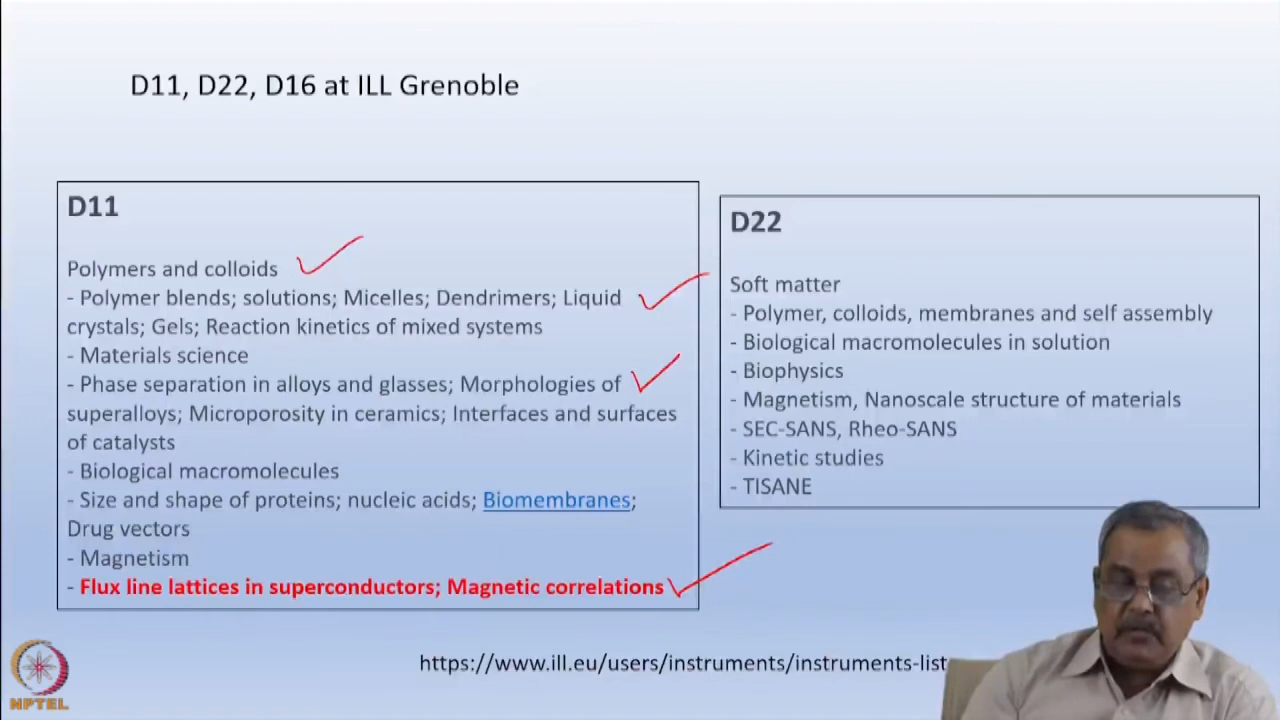 D11, D22, D16 at ILL Grenoble
D11
Polymers and colloids
- Polymer blends; solutions; Micelles; Dendrimers; Liquid
crystals; Gels; Reaction kinetics of mixed systems
- Materials science
- Phase separation in alloys and glasses; Morphologies of
superalloys; Microporosity in ceramics; Interfaces and surfaces
of catalysts
- Biological macromolecules
- Size and shape of proteins; nucleic acids; Biomembranes;
Drug vectors
- Magnetism
- Flux line lattices in superconductors; Magnetic correlations
D22
Soft matter
- Polymer, colloids, membranes and self assembly
- Biological macromolecules in solution
- Biophysics
- Magnetism, Nanoscale structure of materials
- SEC-SANS, Rheo-SANS
- Kinetic studies
- TISANE
https://www.ill.eu/users/instruments/instruments-list
NPTEL